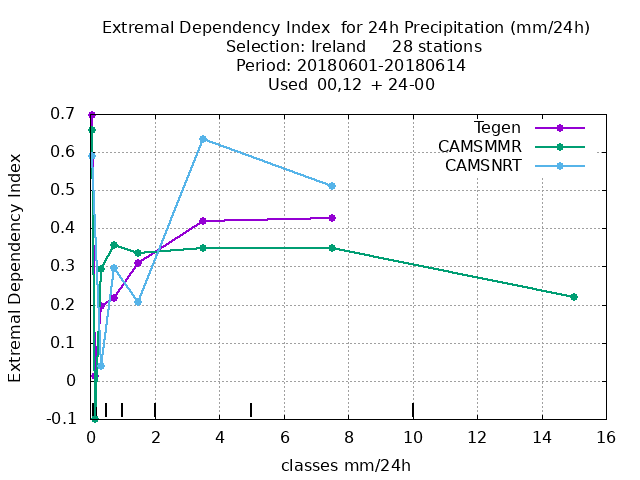 Extremal Dependency Index  for 24h Precipitation (mm/24h)
Selection: Ireland     28 stations
Period: 20180601-20180614
Used  00,12  + 24-00
Tegen
CAMSMMR
CAMSNRT
Extremal Dependency Index
0.7
0.6
0.5
0.4
0.3
0.2
0.1
0
-0.1
0 2 4 6 8 10 12 14 16
classes mm/24h